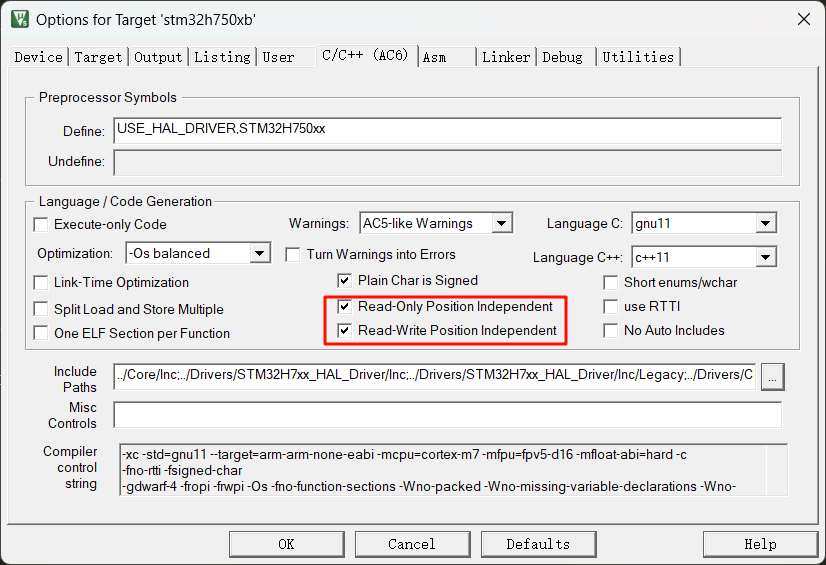 Options for Target 'stm32h750xb'
Device Target Output Listing User C/C++ (AC6) Asm Linker Debug Utilities
Preprocessor Symbols
Define: USE_HAL_DRIVER,STM32H750xx
Undefine:
Language / Code Generation
Execute-only Code Warnings: AC5-like Warnings Language C: gnu11
Optimization: -Os balanced Turn Warnings into Errors Language C++: c++11
Link-Time Optimization Plain Char is Signed Short enums/wchar
Split Load and Store Multiple Read-Only Position Independent use RTTI
One ELF Section per Function Read-Write Position Independent No Auto Includes
Include
Paths
../Core/Inc;../Drivers/STM32H7xx_HAL_Driver/Inc;../Drivers/STM32H7xx_HAL_Driver/Inc/Legacy;../Drivers/C ...
Misc
Controls
Compiler
control
string
-xc -std=gnu11 --target=arm-arm-none-eabi -mcpu=cortex-m7 -mfpu=fpv5-d16 -mfloat-abi=hard -c
-fno-rtti -fsigned-char
-gdwarf-4 -fropi -frwpi -Os -fno-function-sections -Wno-packed -Wno-missing-variable-declarations -Wno-
OK Cancel Defaults Help